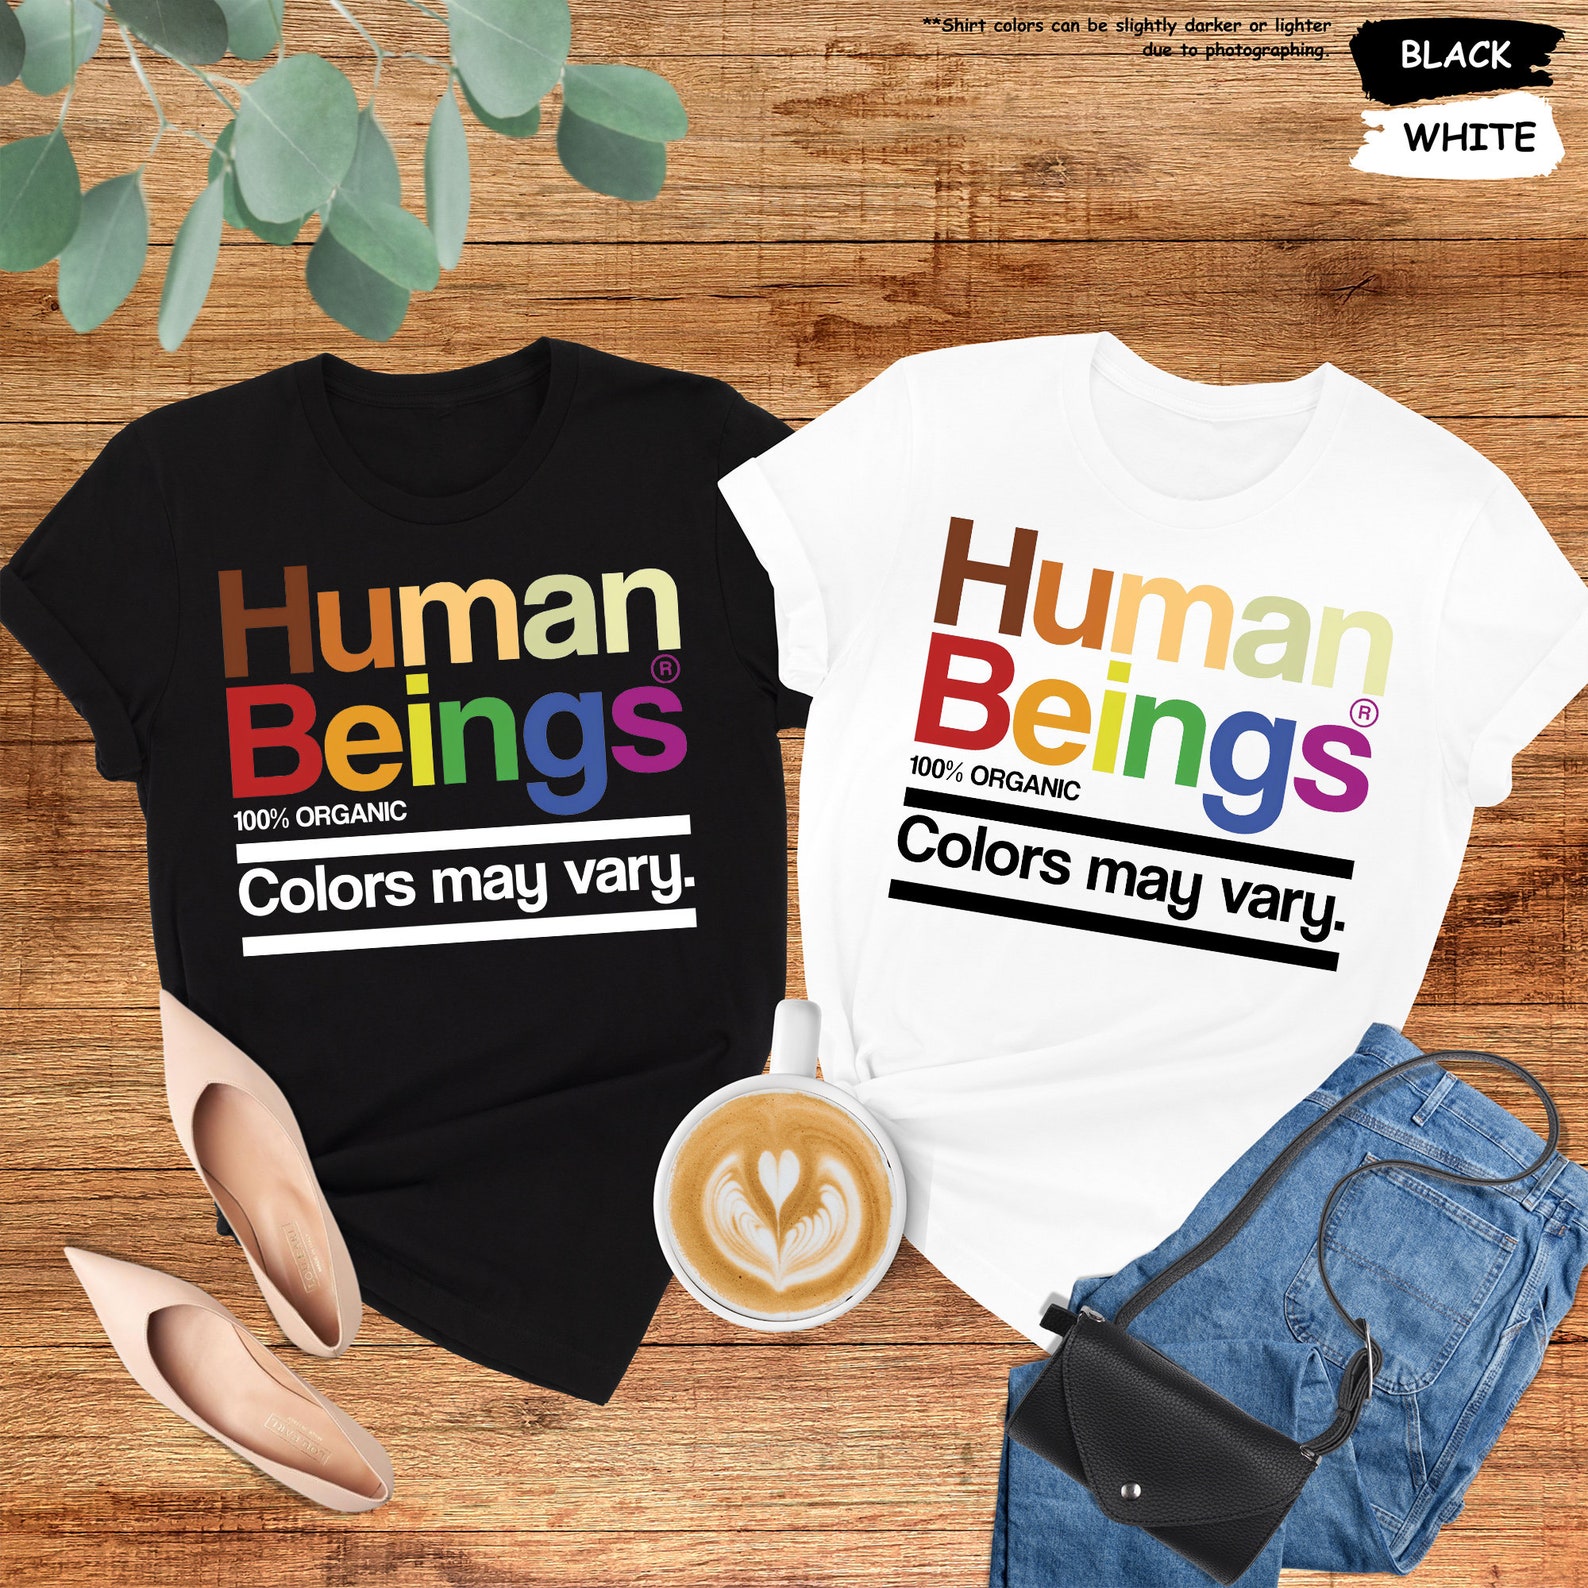 **Shirt colors can be slightly darker or lighter
due to photographing.
BLACK
WHITE
Human
Beings®
100% ORGANIC
Colors may vary.
Human
Beings®
100% ORGANIC
Colors may vary.